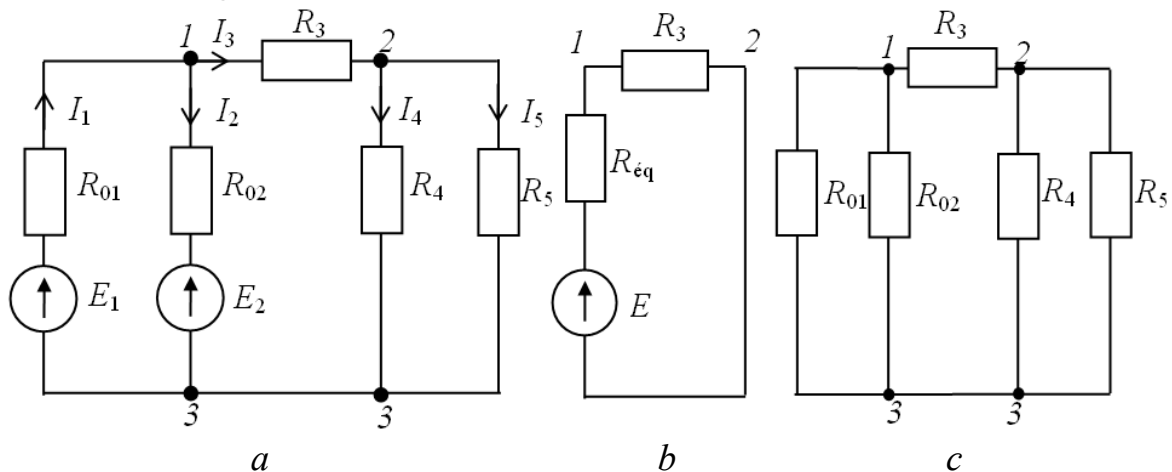 1 I3 R3 2
I1 I2 I4 I5
R01 R02 R4 R5
E1 E2
3 3
a
1 R3 2
Réq
E
b
1 R3 2
R01 R02 R4 R5
3 3
c